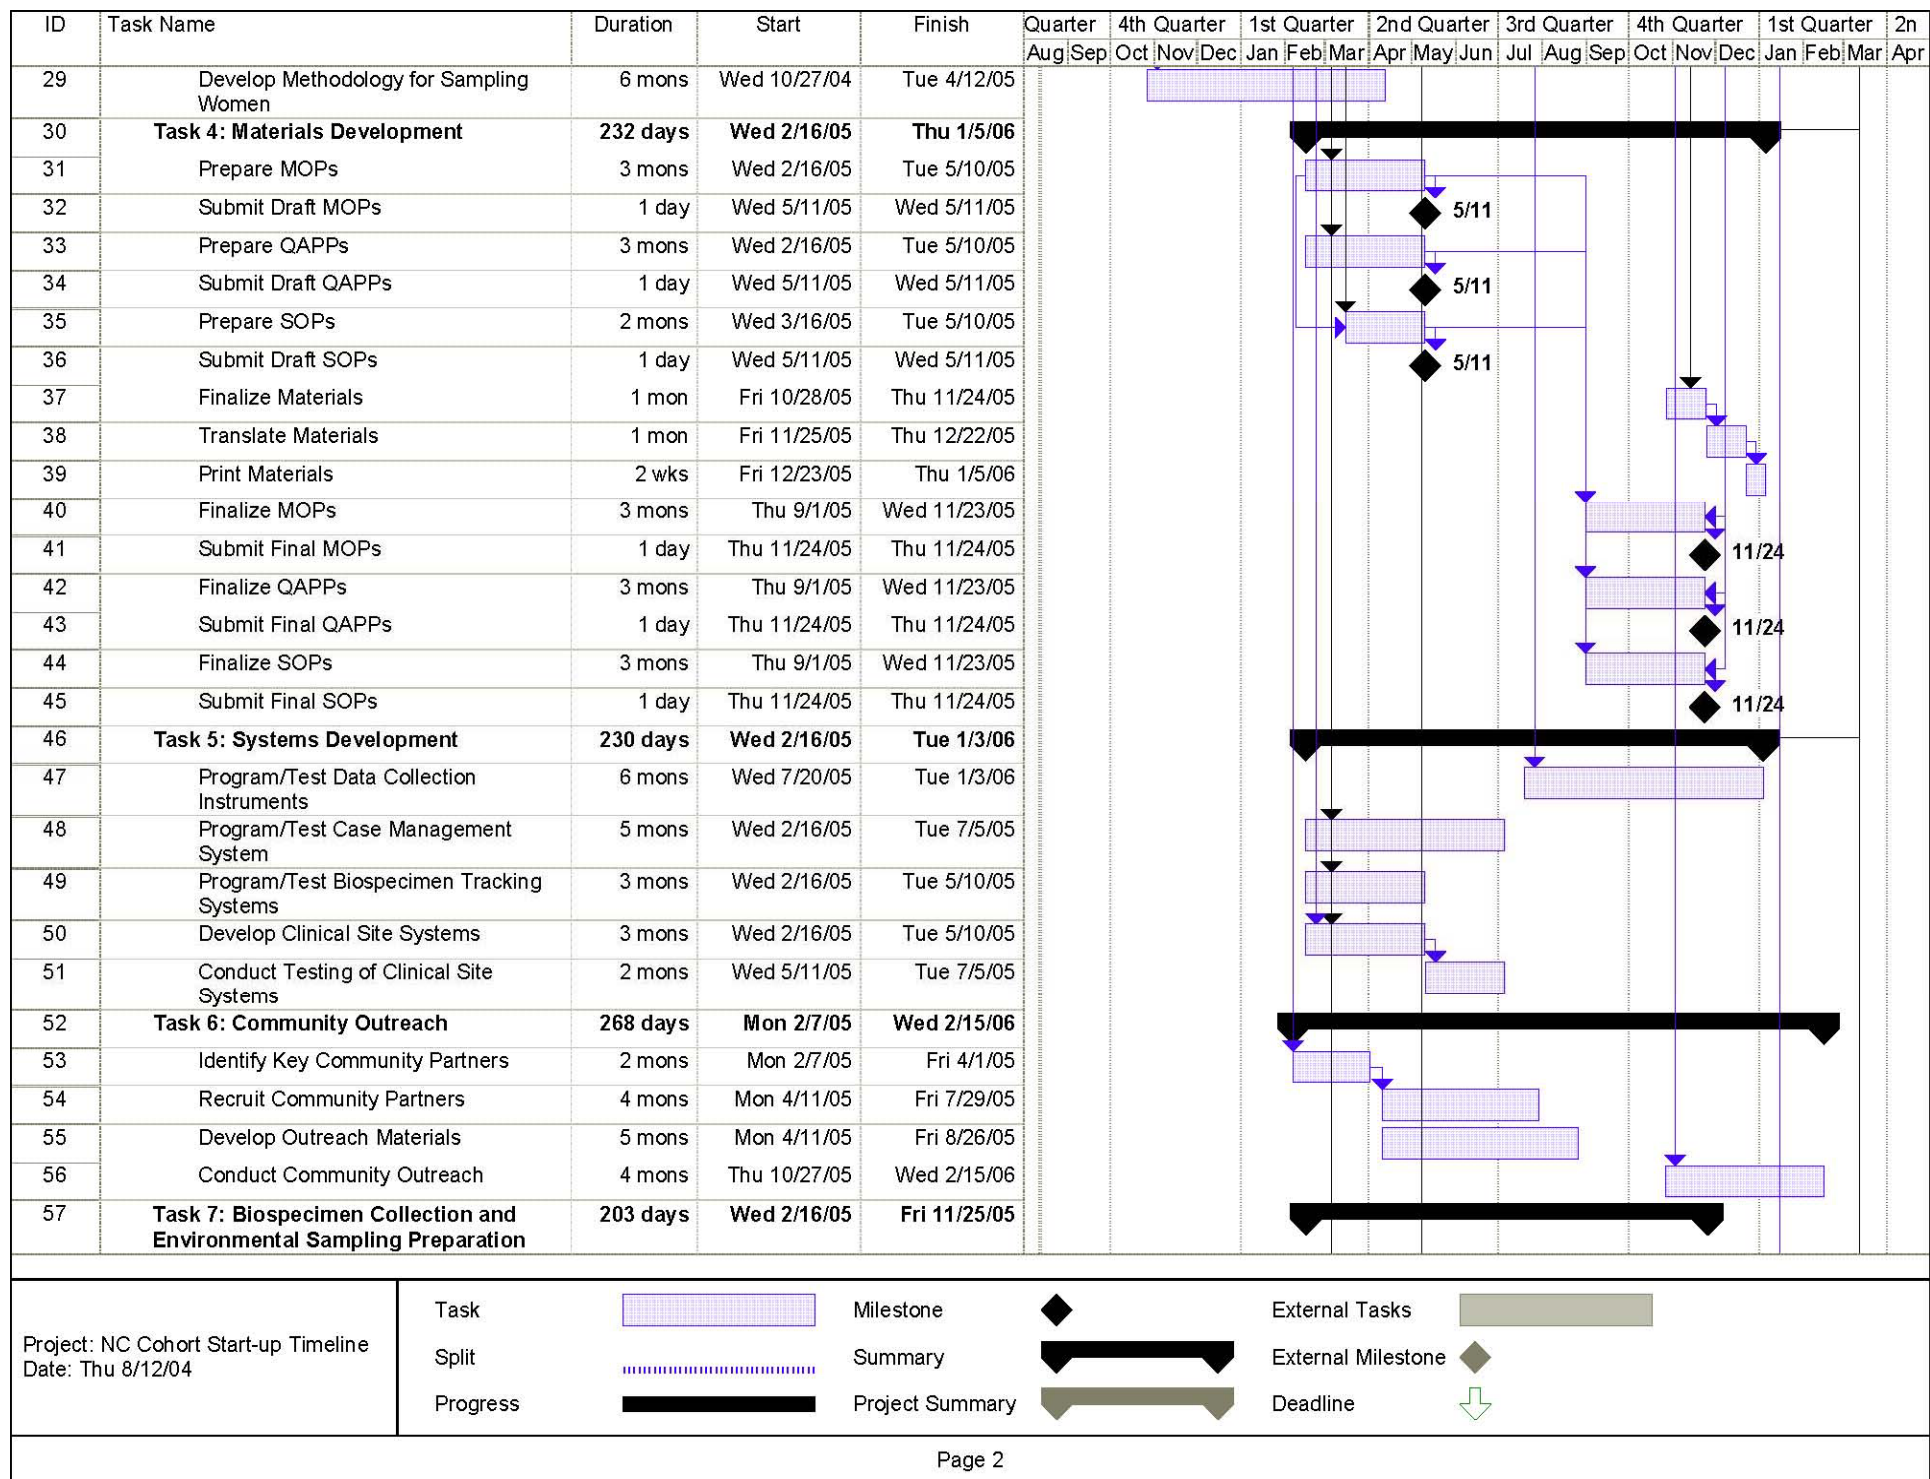 ID Task Name Duration Start Finish Quarter 4th Quarter 1st Quarter 2nd Quarter 3rd Quarter 4th Quarter 1st Quarter 2n
Aug Sep Oct Nov Dec Jan Feb Mar Apr May Jun Jul Aug Sep Oct Nov Dec Jan Feb Mar Apr
29 Develop Methodology for Sampling 6 mons Wed 10/27/04 Tue 4/12/05
Women
30 Task 4: Materials Development 232 days Wed 2/16/05 Thu 1/5/06
31 Prepare MOPs 3 mons Wed 2/16/05 Tue 5/10/05
32 Submit Draft MOPs 1 day Wed 5/11/05 Wed 5/11/05 5/11
33 Prepare QAPPs 3 mons Wed 2/16/05 Tue 5/10/05
34 Submit Draft QAPPs 1 day Wed 5/11/05 Wed 5/11/05 5/11
35 Prepare SOPs 2 mons Wed 3/16/05 Tue 5/10/05
36 Submit Draft SOPs 1 day Wed 5/11/05 Wed 5/11/05 5/11
37 Finalize Materials 1 mon Fri 10/28/05 Thu 11/24/05
38 Translate Materials 1 mon Fri 11/25/05 Thu 12/22/05
39 Print Materials 2 wks Fri 12/23/05 Thu 1/5/06
40 Finalize MOPs 3 mons Thu 9/1/05 Wed 11/23/05
41 Submit Final MOPs 1 day Thu 11/24/05 Thu 11/24/05 11/24
42 Finalize QAPPs 3 mons Thu 9/1/05 Wed 11/23/05
43 Submit Final QAPPs 1 day Thu 11/24/05 Thu 11/24/05 11/24
44 Finalize SOPs 3 mons Thu 9/1/05 Wed 11/23/05
45 Submit Final SOPs 1 day Thu 11/24/05 Thu 11/24/05 11/24
46 Task 5: Systems Development 230 days Wed 2/16/05 Tue 1/3/06
47 Program/Test Data Collection 6 mons Wed 7/20/05 Tue 1/3/06
Instruments
48 Program/Test Case Management 5 mons Wed 2/16/05 Tue 7/5/05
System
49 Program/Test Biospecimen Tracking 3 mons Wed 2/16/05 Tue 5/10/05
Systems
50 Develop Clinical Site Systems 3 mons Wed 2/16/05 Tue 5/10/05
51 Conduct Testing of Clinical Site 2 mons Wed 5/11/05 Tue 7/5/05
Systems
52 Task 6: Community Outreach 268 days Mon 2/7/05 Wed 2/15/06
53 Identify Key Community Partners 2 mons Mon 2/7/05 Fri 4/1/05
54 Recruit Community Partners 4 mons Mon 4/11/05 Fri 7/29/05
55 Develop Outreach Materials 5 mons Mon 4/11/05 Fri 8/26/05
56 Conduct Community Outreach 4 mons Thu 10/27/05 Wed 2/15/06
57 Task 7: Biospecimen Collection and 203 days Wed 2/16/05 Fri 11/25/05
Environmental Sampling Preparation
Project: NC Cohort Start-up Timeline
Date: Thu 8/12/04
Task Milestone External Tasks
Split Summary External Milestone
Progress Project Summary Deadline
Page 2